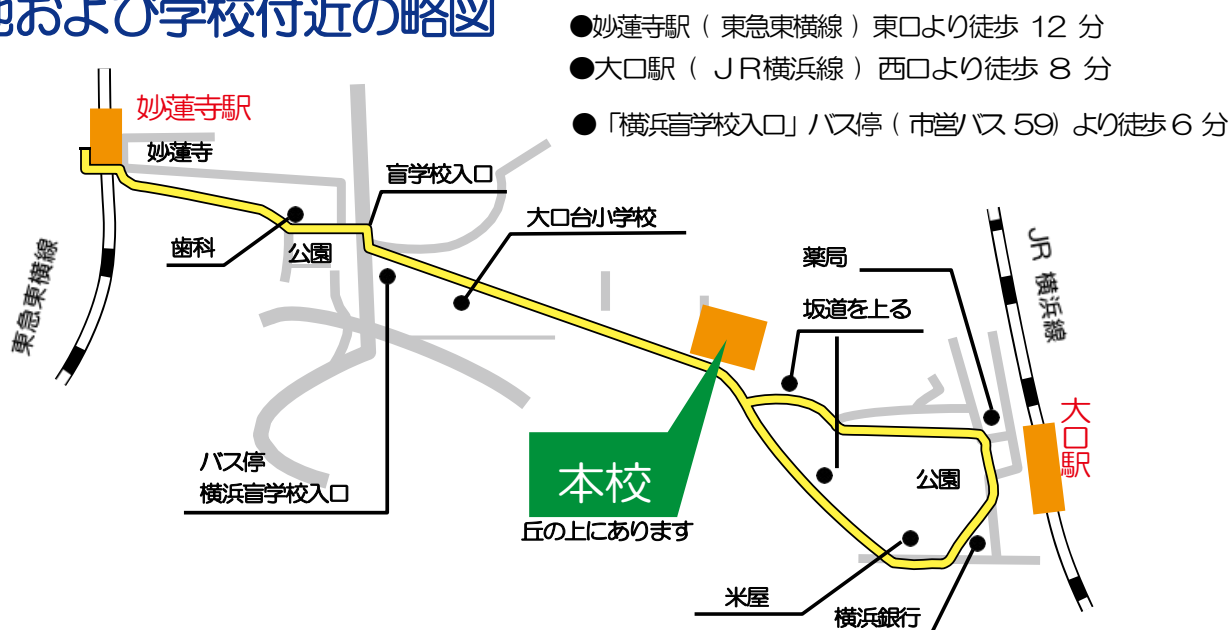 地および学校付近の略図
●妙蓮寺駅（ 東急東横線 ）東口より徒歩 12 分
●大口駅（ ＪＲ横浜線 ）西口より徒歩 8 分
●「横浜盲学校入口」バス停（ 市営バス 59）より徒歩 6 分
妙蓮寺駅
妙蓮寺
盲学校入口
大口台小学校
歯科
公園
東急東横線
薬局
JR 横浜線
坂道を上る
大口駅
バス停
横浜盲学校入口
本校
丘の上にあります
公園
米屋
横浜銀行